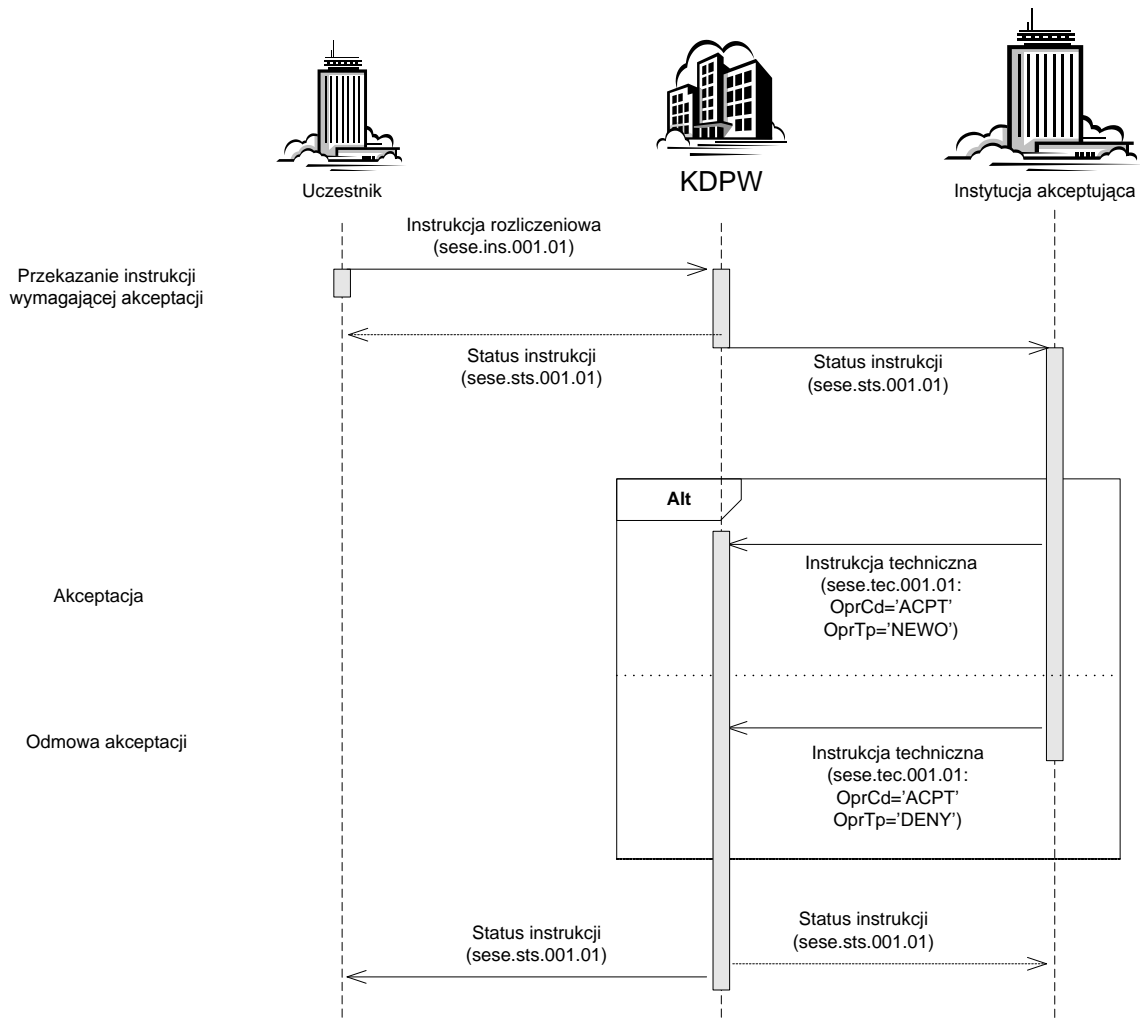 Uczestnik
KDPW
Instytucja akceptująca
Instrukcja rozliczeniowa
(sese.ins.001.01)
Przekazanie instrukcji
wymagającej akceptacji
Status instrukcji
(sese.sts.001.01)
Status instrukcji
(sese.sts.001.01)
Alt
Akceptacja
Instrukcja techniczna
(sese.tec.001.01:
OprCd=’ACPT’
OprTp=’NEWO’)
Odmowa akceptacji
Instrukcja techniczna
(sese.tec.001.01:
OprCd=’ACPT’
OprTp=’DENY’)
Status instrukcji
(sese.sts.001.01)
Status instrukcji
(sese.sts.001.01)